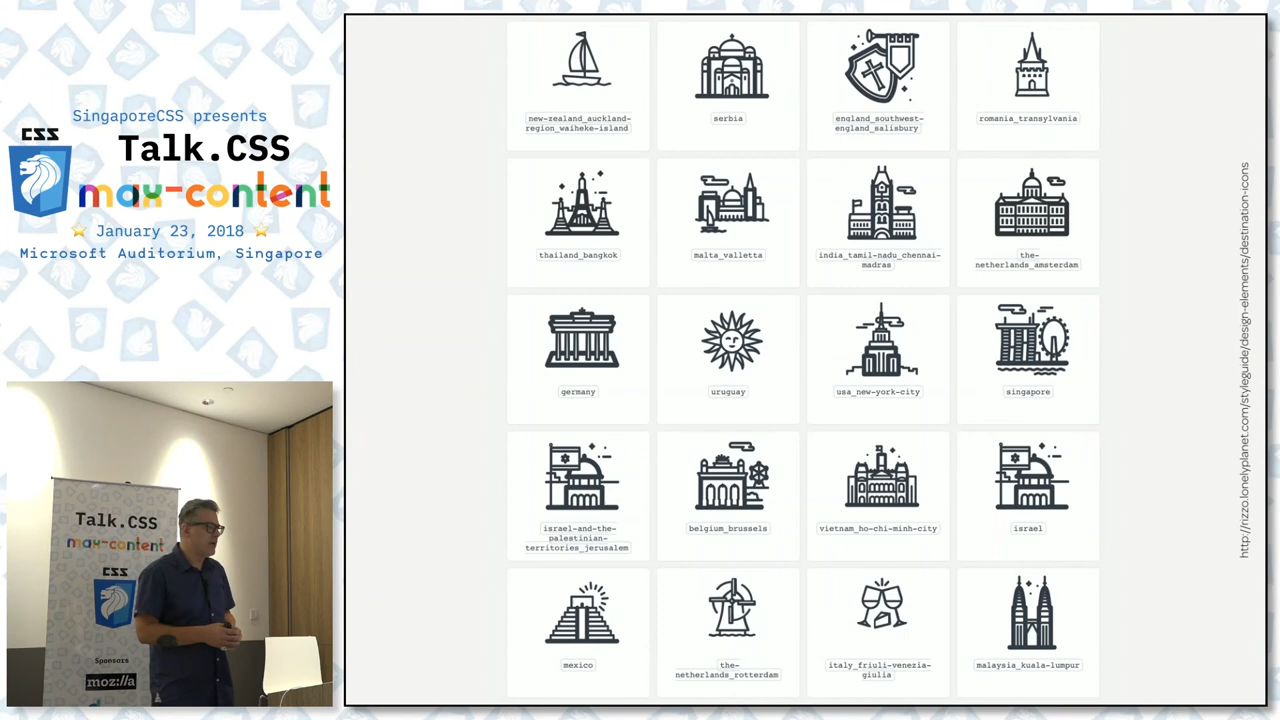 SingaporeCSS presents
CSS
Talk.CSS
max-content
January 23, 2018
Microsoft Auditorium, Singapore
Talk.CSS
max-content
CSS
Sponsors
moz://a
new-zealand_auckland-
region_waiheke-island
serbia
england_southwest-
england_salisbury
romania_transylvania
thailand_bangkok
malta_valletta
india_tamil-nadu_chennai-
madras
the-
netherlands_amsterdam
germany
uruguay
usa_new-york-city
singapore
israel-and-the-
palestinian-
territories_jerusalem
belgium_brussels
vietnam_ho-chi-minh-city
israel
mexico
the-
netherlands_rotterdam
italy_friuli-venezia-
giulia
malaysia_kuala-lumpur
http://rizzo.lonelyplanet.com/styleguide/design-elements/destination-icons